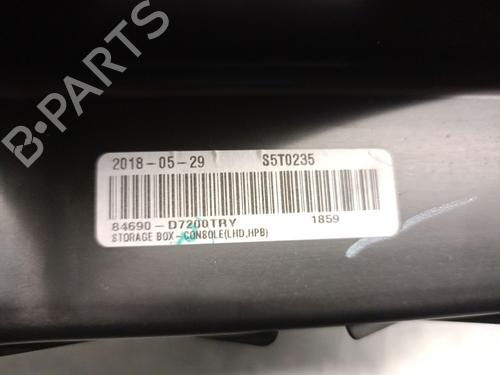 B-PARTS
2018-05-29 S5T0235
84690-D7200TRY 1859
STORAGE BOX-CONSOLE(LHD,HPB)